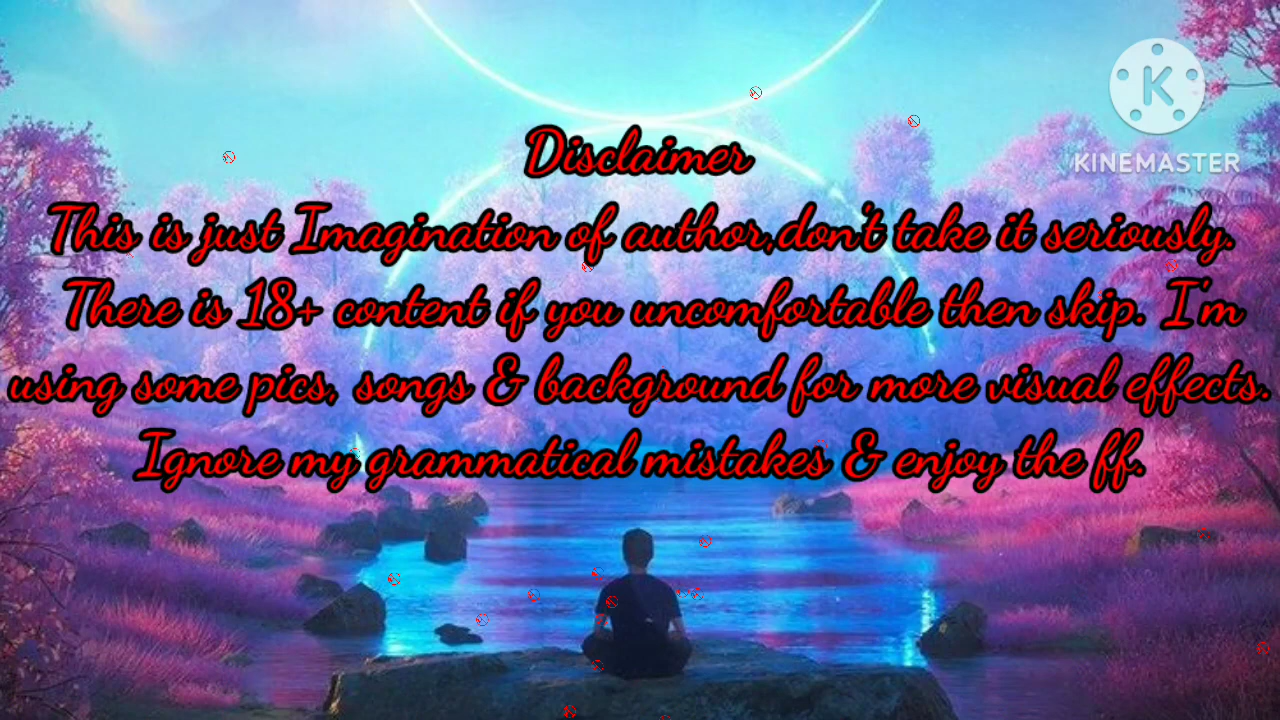 KINEMASTER
Disclaimer
This is just Imagination of author,don't take it seriously.
There is 18+ content if you uncomfortable then skip. I'm
using some pics, songs & background for more visual effects.
Ignore my grammatical mistakes & enjoy the ff.